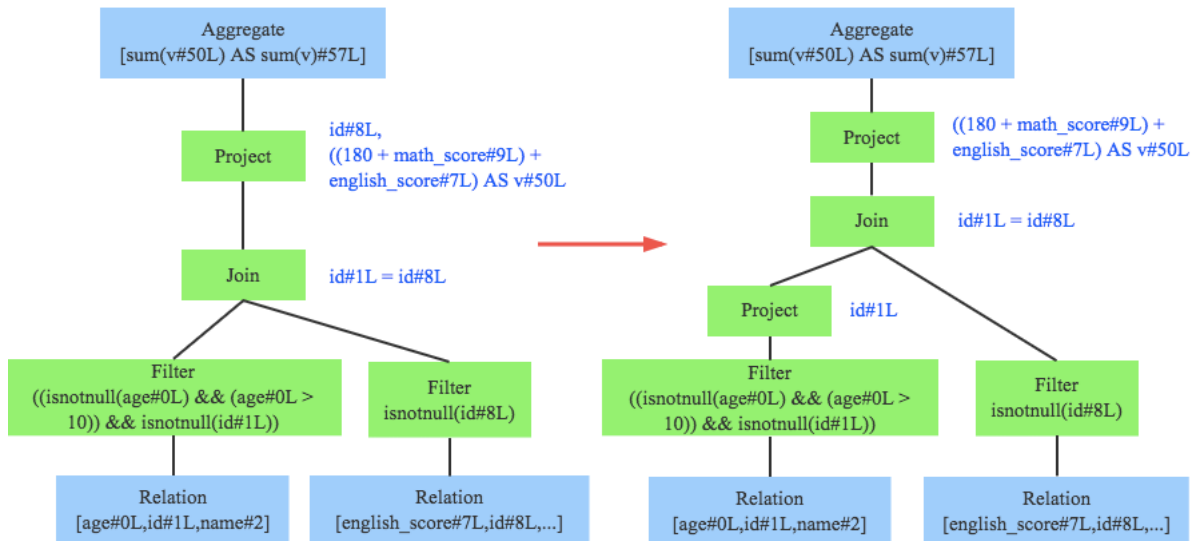 Aggregate
[sum(v#50L) AS sum(v)#57L]
Project
id#8L,
((180 + math_score#9L) +
english_score#7L) AS v#50L
Join
id#1L = id#8L
Filter
((isnotnull(age#0L) && (age#0L >
10)) && isnotnull(id#1L))
Filter
isnotnull(id#8L)
Relation
[age#0L,id#1L,name#2]
Relation
[english_score#7L,id#8L,...]
Aggregate
[sum(v#50L) AS sum(v)#57L]
Project
((180 + math_score#9L) +
english_score#7L) AS v#50L
Join
id#1L = id#8L
Project
id#1L
Filter
((isnotnull(age#0L) && (age#0L >
10)) && isnotnull(id#1L))
Filter
isnotnull(id#8L)
Relation
[age#0L,id#1L,name#2]
Relation
[english_score#7L,id#8L,...]